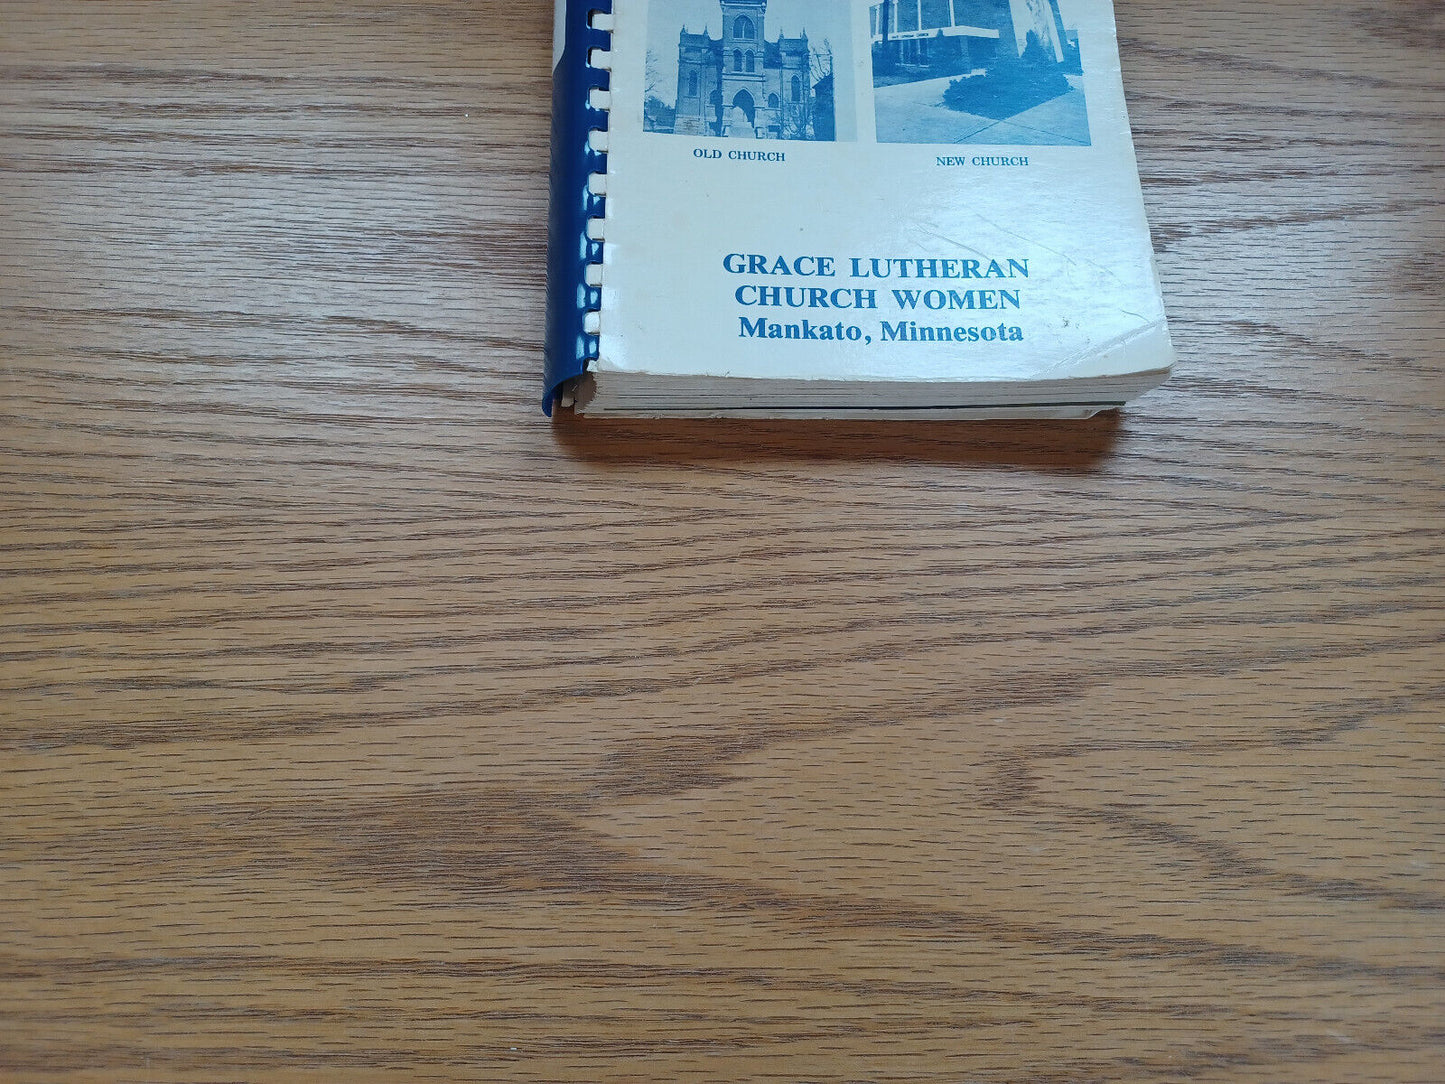 OLD CHURCH
NEW CHURCH
GRACE LUTHERAN
CHURCH WOMEN
Mankato, Minnesota